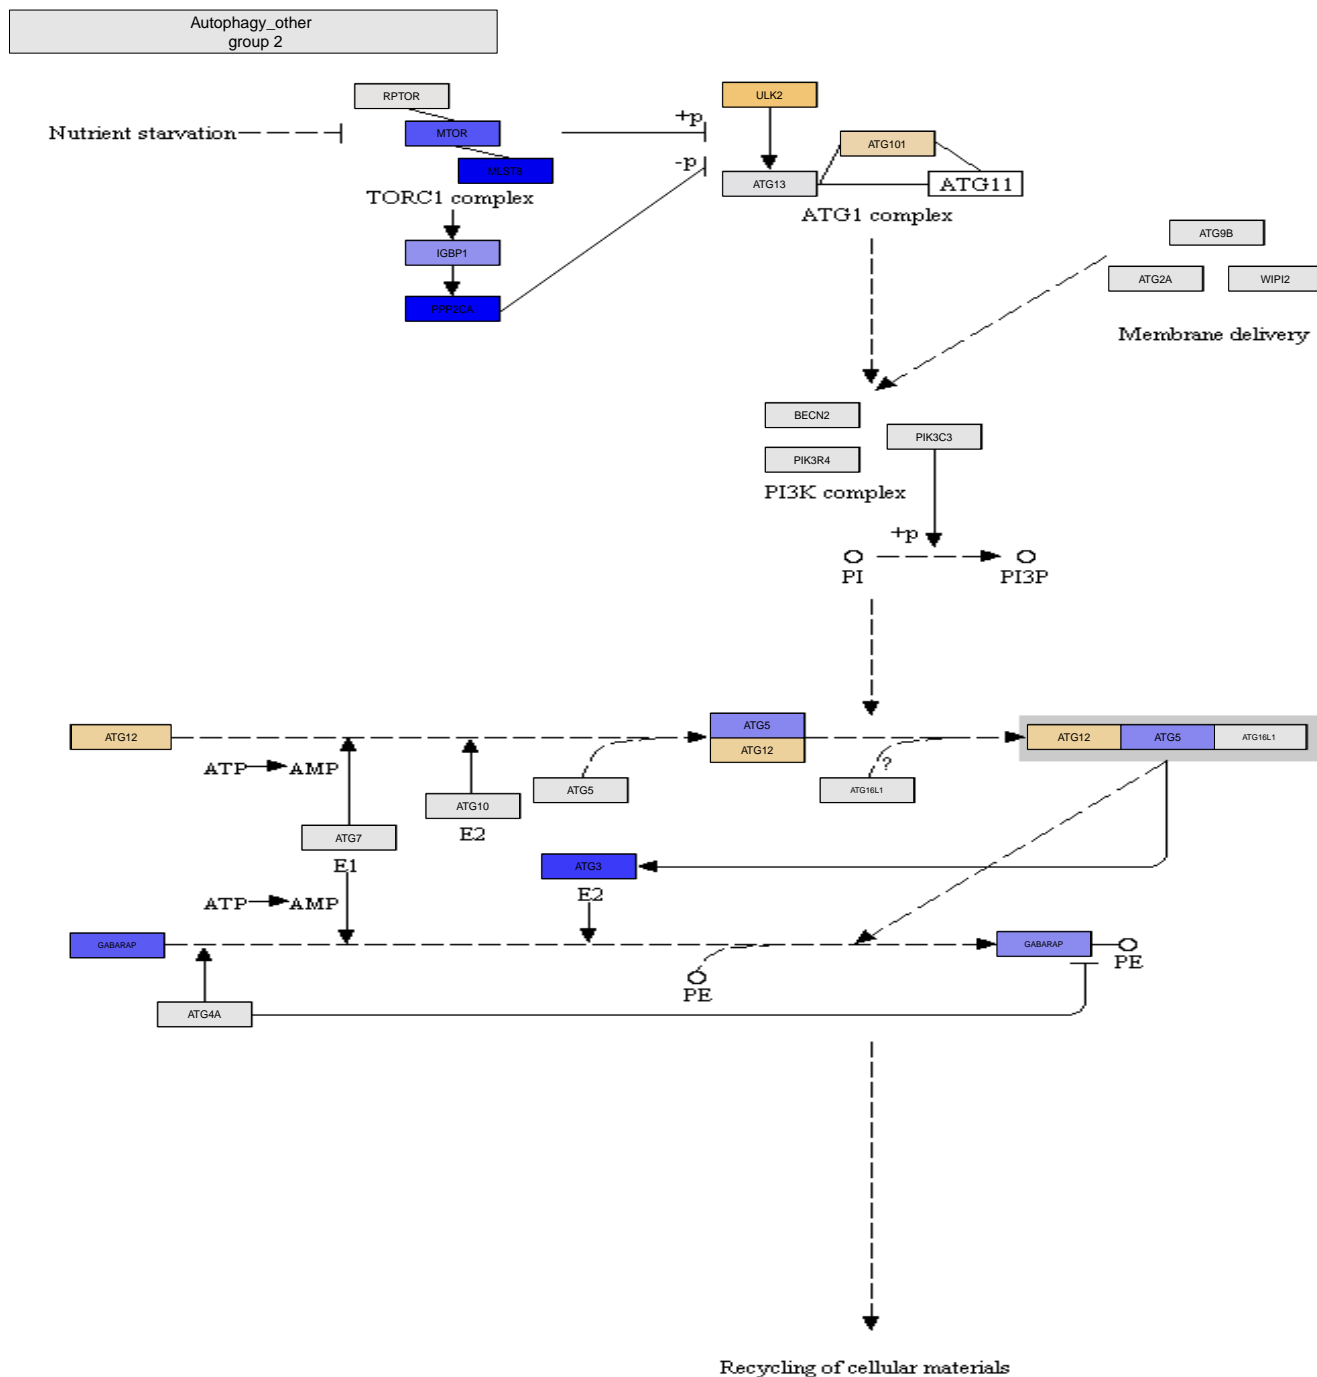 Autophagy_other
group 2
RPTOR
ULK2
Nutrient starvation
MTOR
+p
ATG101
MLST8
-p
ATG13
ATG11
TORC1 complex
ATG1 complex
ATG9B
IGBP1
ATG2A
WIPI2
PPP2CA
Membrane delivery
BECN2
PIK3C3
PIK3R4
PI3K complex
+p
PI
PI3P
ATG12
ATG5
ATG12
ATG12
ATG5
ATG16L1
ATP
AMP
?
ATG5
ATG16L1
ATG10
E2
ATG7
E1
ATG3
E2
ATP
AMP
GABARAP
GABARAP
PE
PE
ATG4A
Recycling of cellular materials